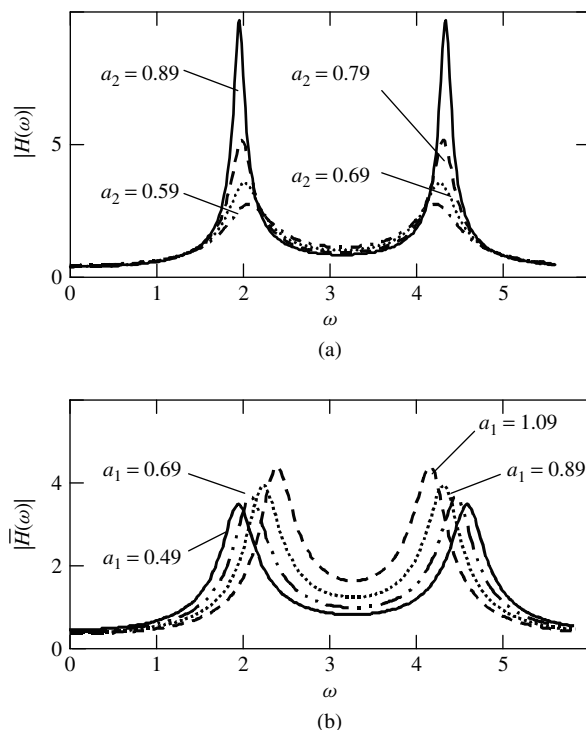 a₂ = 0.89
a₂ = 0.79
a₂ = 0.69
a₂ = 0.59
|H(ω)|
5
0
0 1 2 3 4 5
ω
(a)
a₁ = 1.09
a₁ = 0.69
a₁ = 0.89
a₁ = 0.49
|H̅(ω)|
4
2
0
0 1 2 3 4 5
ω
(b)